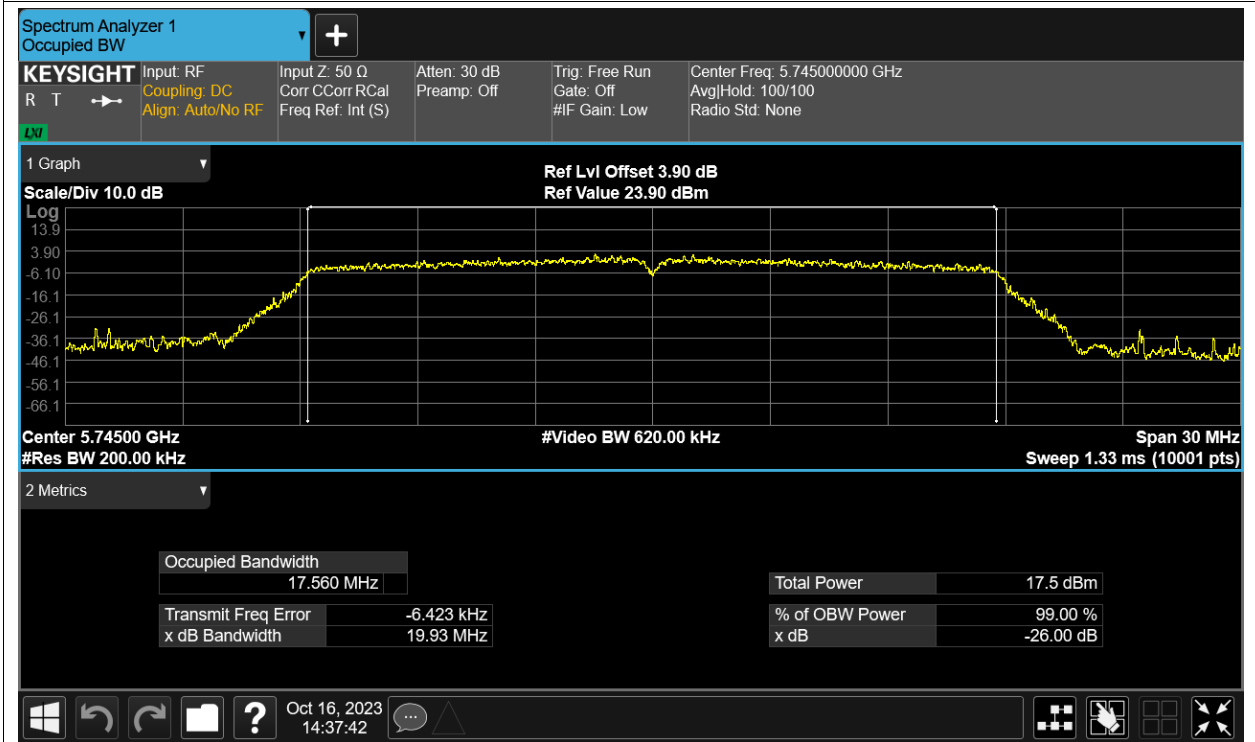 Spectrum Analyzer 1
Occupied BW
KEYSIGHT
R T
LXI
Input: RF
Coupling: DC
Align: Auto/No RF
Input Z: 50 Ω
Corr CCorr RCal
Freq Ref: Int (S)
Atten: 30 dB
Preamp: Off
Trig: Free Run
Gate: Off
#IF Gain: Low
Center Freq: 5.745000000 GHz
Avg|Hold: 100/100
Radio Std: None
1 Graph
Scale/Div 10.0 dB
Ref Lvl Offset 3.90 dB
Ref Value 23.90 dBm
Log
13.9
3.90
-6.10
-16.1
-26.1
-36.1
-46.1
-56.1
-66.1
Center 5.74500 GHz
#Res BW 200.00 kHz
#Video BW 620.00 kHz
Span 30 MHz
Sweep 1.33 ms (10001 pts)
2 Metrics
Occupied Bandwidth
17.560 MHz
Transmit Freq Error -6.423 kHz
x dB Bandwidth 19.93 MHz
Total Power 17.5 dBm
% of OBW Power 99.00 %
x dB -26.00 dB
?
Oct 16, 2023
14:37:42